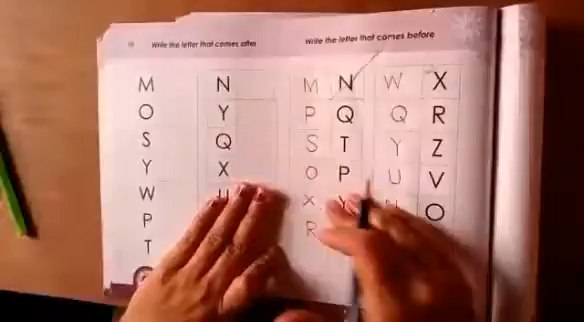 Write the letter that comes after
Write the letter that comes before
M N
O Y
S Q
Y X
W
P
T
M N W X
P Q Q R
S T Y Z
O P U V
X Y N O
R